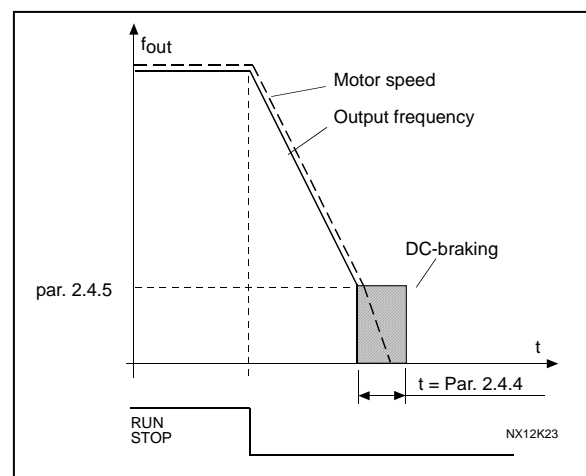 fout
Motor speed
Output frequency
DC-braking
par. 2.4.5
t
t = Par. 2.4.4
RUN
STOP
NX12K23